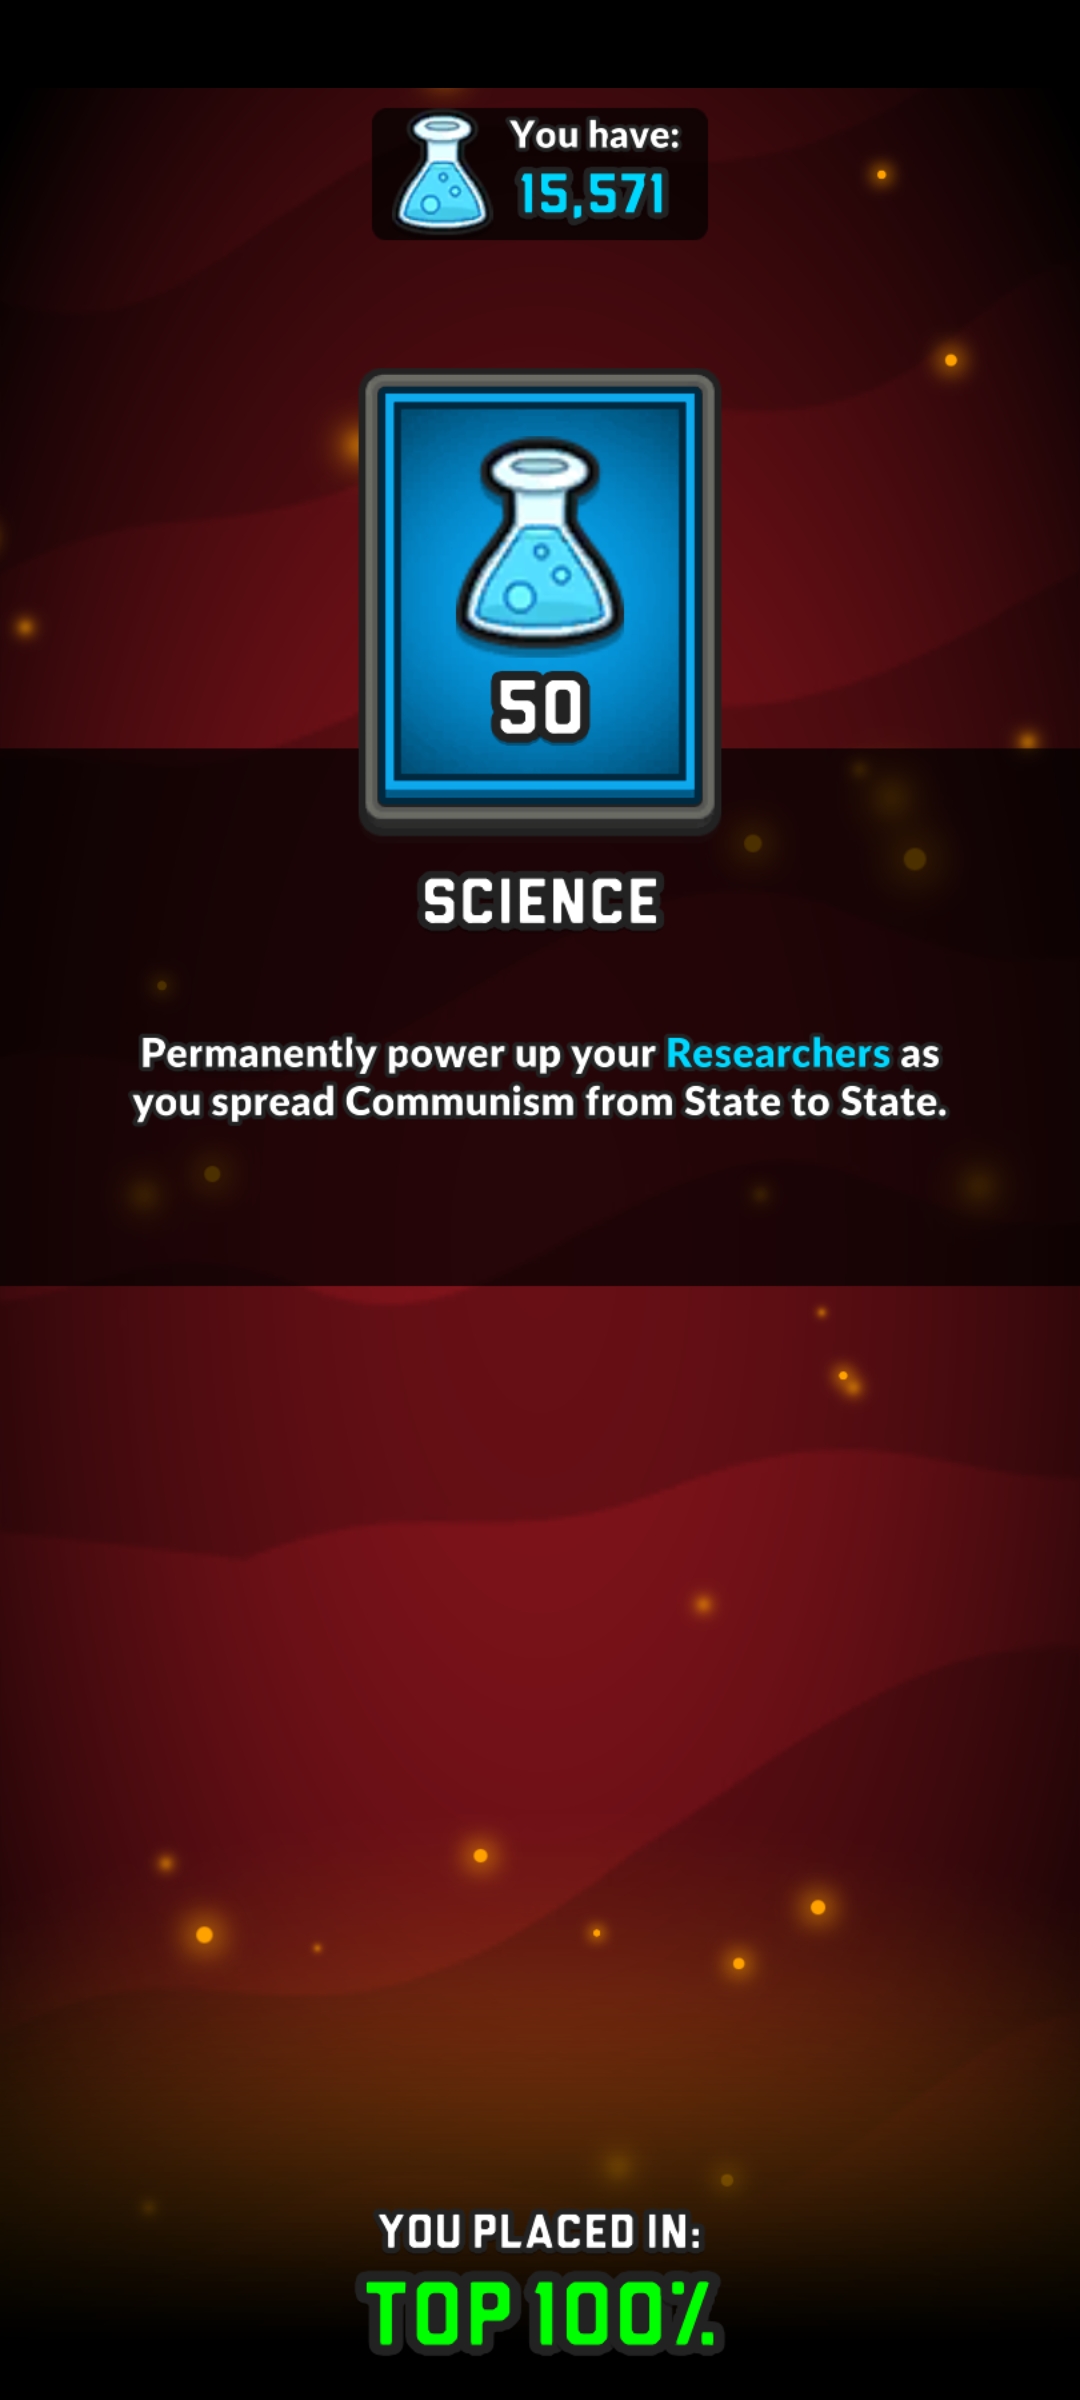 You have:
15,571
50
SCIENCE
Permanently power up your Researchers as
you spread Communism from State to State.
YOU PLACED IN:
TOP 100%